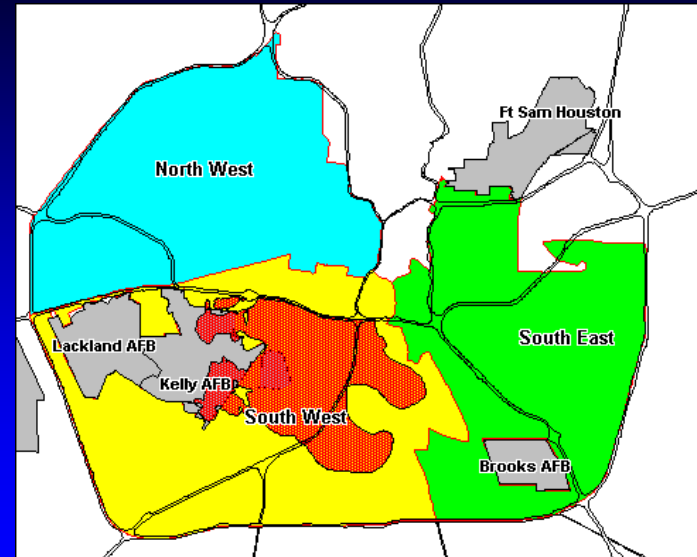 Ft Sam Houston
North West
South East
Lackland AFB
Kelly AFB
South West
Brooks AFB